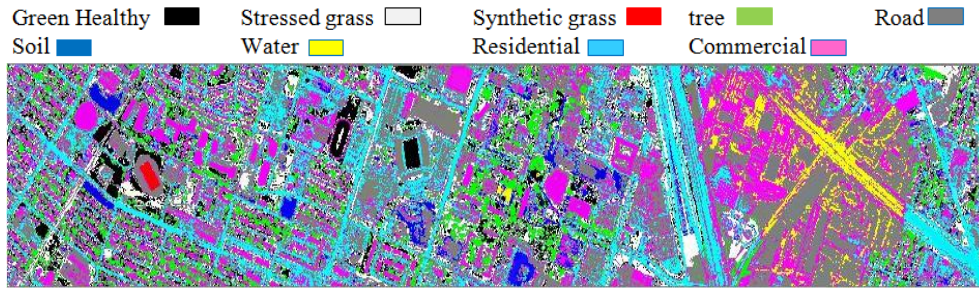 Green Healthy Stressed grass Synthetic grass tree Road
Soil Water Residential Commercial